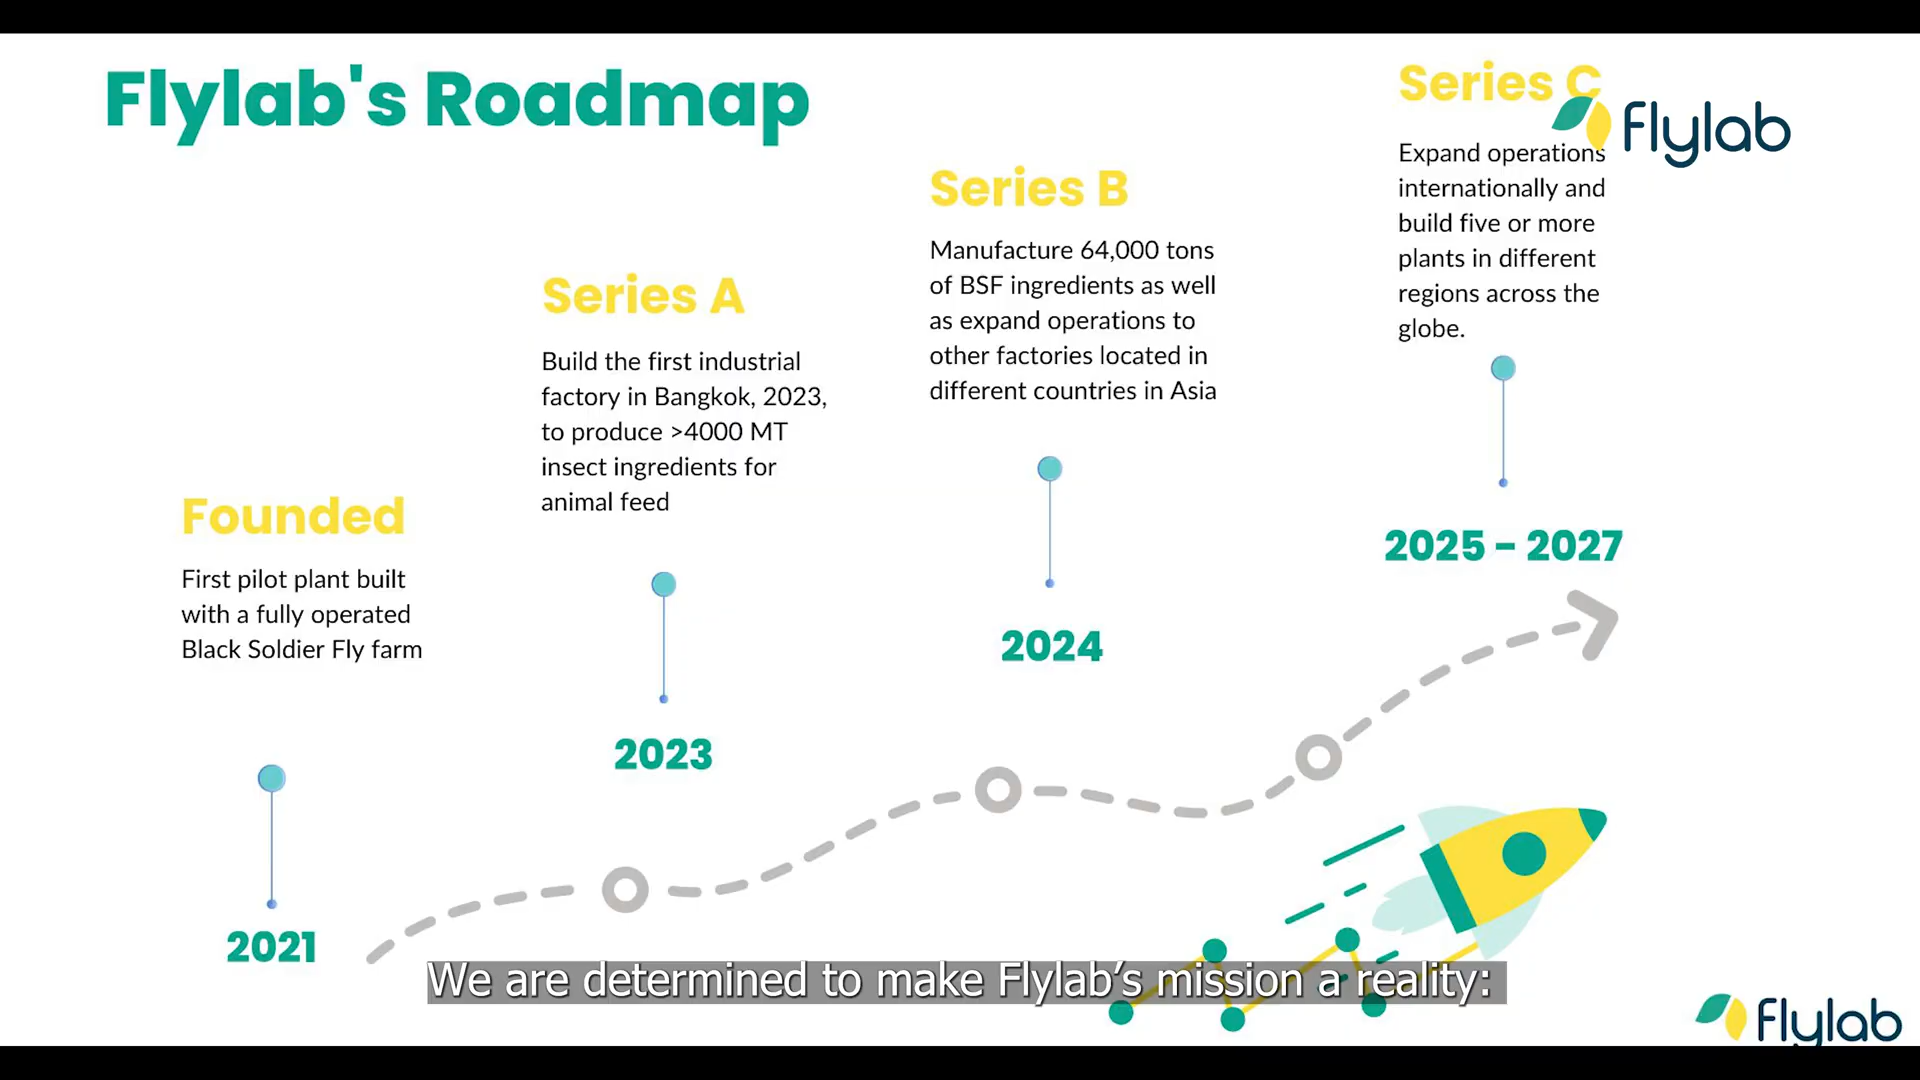 Flylab's Roadmap
Founded
First pilot plant built
with a fully operated
Black Soldier Fly farm
2021
Series A
Build the first industrial
factory in Bangkok, 2023,
to produce >4000 MT
insect ingredients for
animal feed
2023
Series B
Manufacture 64,000 tons
of BSF ingredients as well
as expand operations to
other factories located in
different countries in Asia
2024
Series C
Flylab
Expand operations
internally and
build five or more
plants in different
regions across the
globe.
2025 - 2027
We are determined to make Flylab’s mission a reality:
Flylab